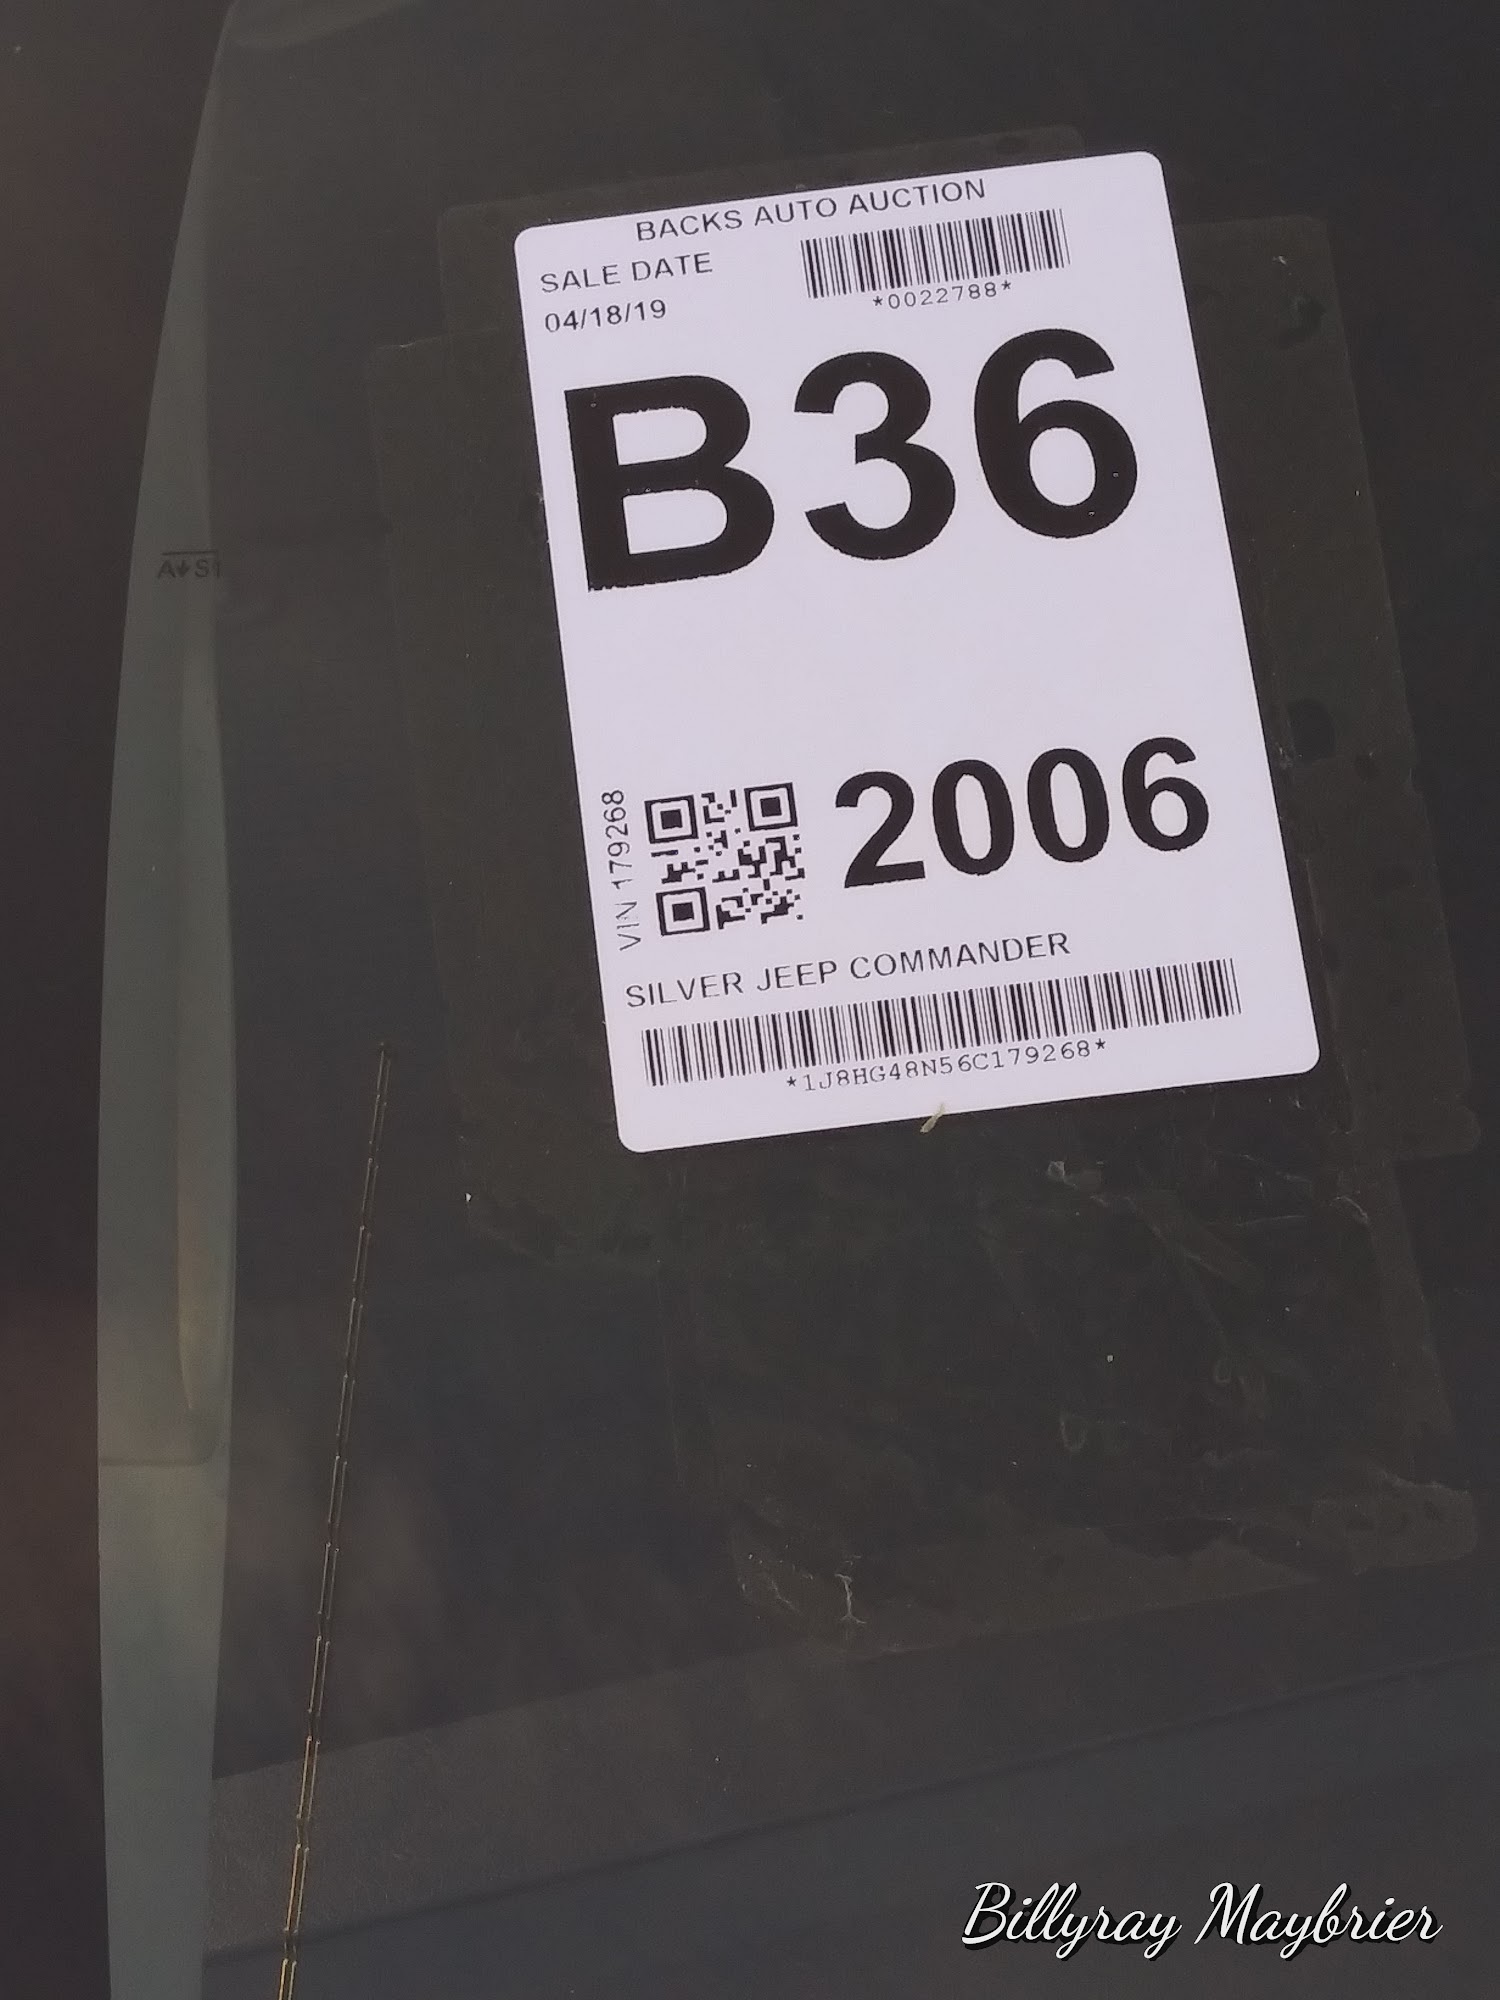 BACKS AUTO AUCTION
SALE DATE
04/18/19
*0022788*
B36
VIN 179268
2006
SILVER JEEP COMMANDER
*1J8HG48N56C179268*
Billyray Maybrier